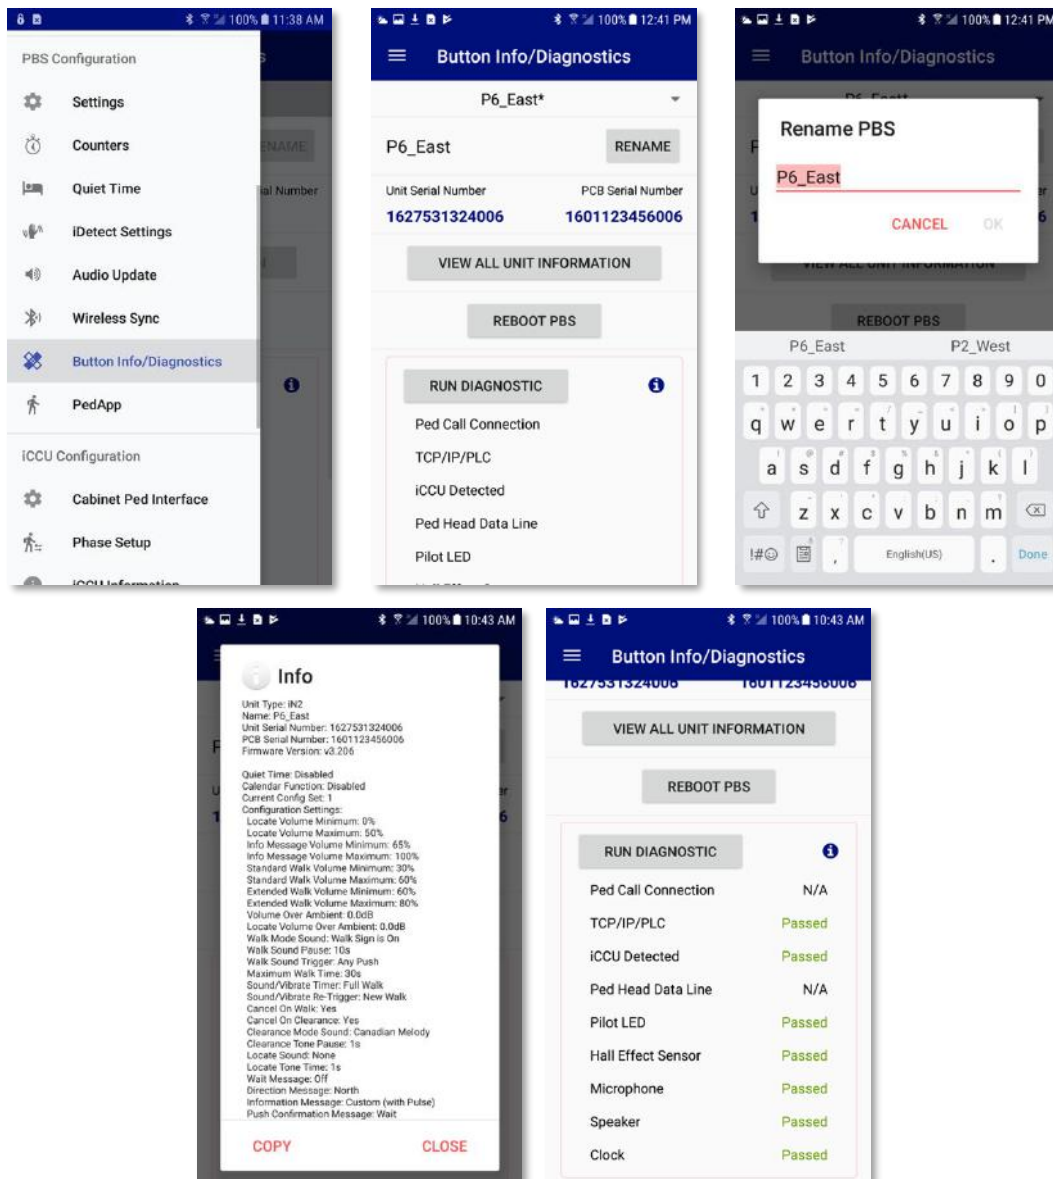 100% 11:38 AM
PBS Configuration
Settings
Counters
Quiet Time
iDetect Settings
Audio Update
Wireless Sync
Button Info/Diagnostics
PedApp
iCCU Configuration
Cabinet Ped Interface
Phase Setup
iCCU Information
RENAME
Serial Number
100% 12:41 PM
Button Info/Diagnostics
P6_East*
P6_East
RENAME
Unit Serial Number PCB Serial Number
1627531324006 1601123456006
VIEW ALL UNIT INFORMATION
REBOOT PBS
RUN DIAGNOSTIC
Ped Call Connection
TCP/IP/PLC
iCCU Detected
Ped Head Data Line
Pilot LED
100% 12:41 PM
Button Info/Diagnostics
P6_East*
Rename PBS
P6_East
CANCEL OK
VIEW ALL UNIT INFORMATION
REBOOT PBS
P6_East P2_West
1 2 3 4 5 6 7 8 9 0
q w e r t y u i o p
a s d f g h j k l
z x c v b n m
!#☺ , English(US) . Done
100% 10:43 AM
Info
Unit Type: iN2
Name: P6_East
Unit Serial Number: 1627531324006
PCB Serial Number: 1601123456006
Firmware Version: v3.206
Quiet Time: Disabled
Calendar Function: Disabled
Current Config Set: 1
Configuration Settings:
Locate Volume Minimum: 0%
Locate Volume Maximum: 50%
Info Message Volume Minimum: 65%
Info Message Volume Maximum: 100%
Standard Walk Volume Minimum: 30%
Standard Walk Volume Maximum: 60%
Extended Walk Volume Minimum: 60%
Extended Walk Volume Maximum: 80%
Volume Over Ambient: 0.0dB
Locate Volume Over Ambient: 0.0dB
Walk Mode Sound: Walk Sign is On
Walk Sound Pause: 10s
Walk Sound Trigger: Any Push
Maximum Walk Time: 30s
Sound/Vibrate Timer: Full Walk
Sound/Vibrate Re-Trigger: New Walk
Cancel On Walk: Yes
Cancel On Clearance: Yes
Clearance Mode Sound: Canadian Melody
Clearance Tone Pause: 1s
Locate Sound: None
Locate Tone Time: 1s
Wait Message: Off
Direction Message: North
Information Message: Custom (with Pulse)
Push Confirmation Message: Wait
COPY CLOSE
100% 10:43 AM
Button Info/Diagnostics
1627531324006 1601123456006
VIEW ALL UNIT INFORMATION
REBOOT PBS
RUN DIAGNOSTIC
Ped Call Connection N/A
TCP/IP/PLC Passed
iCCU Detected Passed
Ped Head Data Line N/A
Pilot LED Passed
Hall Effect Sensor Passed
Microphone Passed
Speaker Passed
Clock Passed